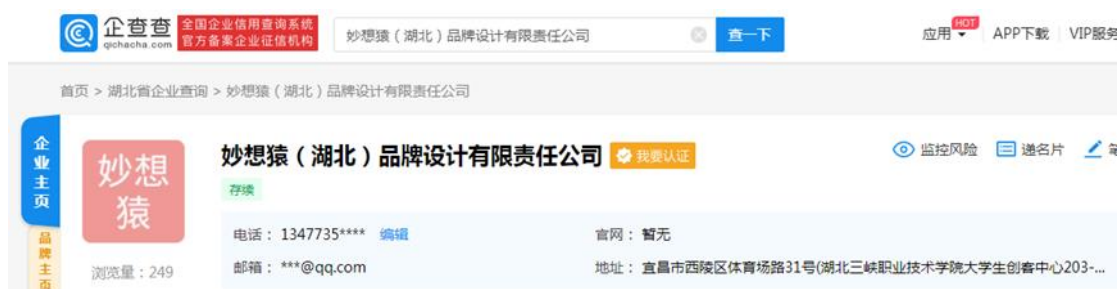 企查查
qichacha.com
全国企业信用查询系统
官方备案企业征信机构
妙想猿（湖北）品牌设计有限责任公司
查一下
应用
HOT
APP下载
VIP服务
首页 > 湖北省企业查询 > 妙想猿（湖北）品牌设计有限责任公司
企业主页
品牌主页
妙想
猿
浏览量：249
妙想猿（湖北）品牌设计有限责任公司
我要认证
存续
监控风险
递名片
电话： 1347735**** 编辑
官网： 暂无
邮箱： ***@qq.com
地址： 宜昌市西陵区体育场路31号(湖北三峡职业技术学院大学生创客中心203-...